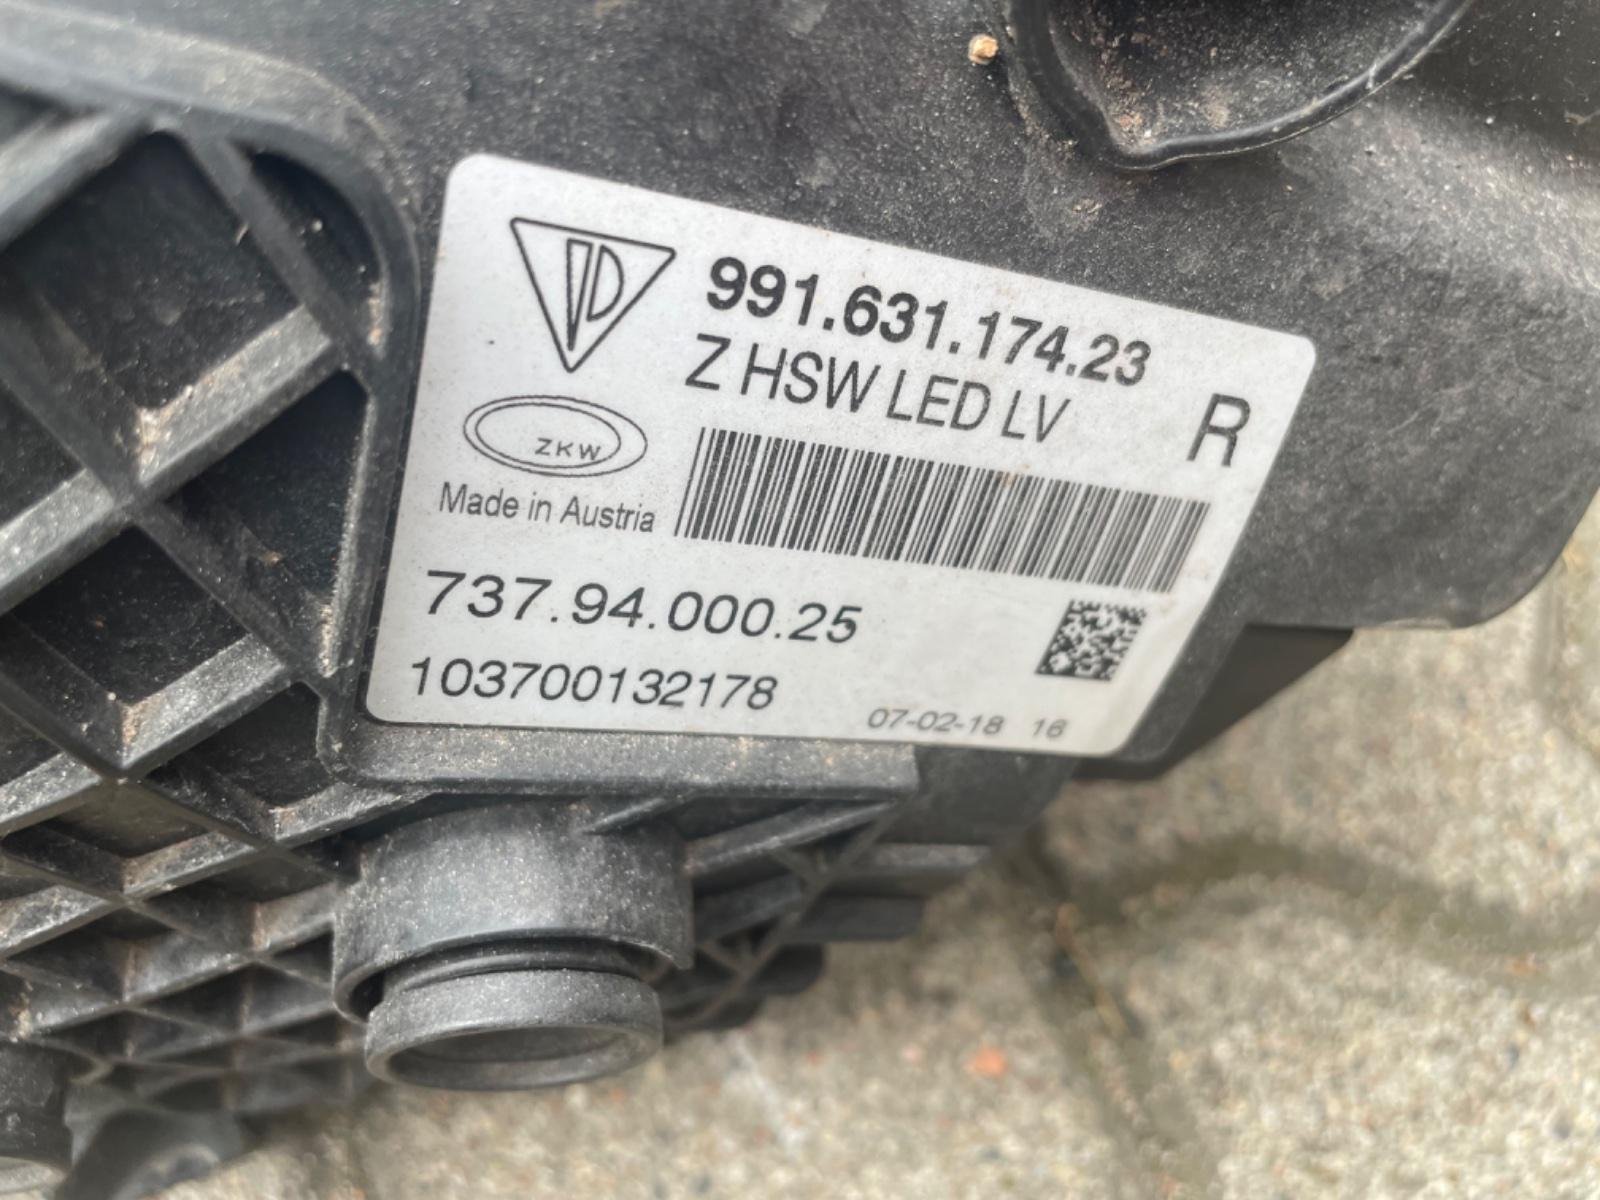 991.631.174.23
Z HSW LED LV
R
ZKW
Made in Austria
737.94.000.25
103700132178
07-02-18 16